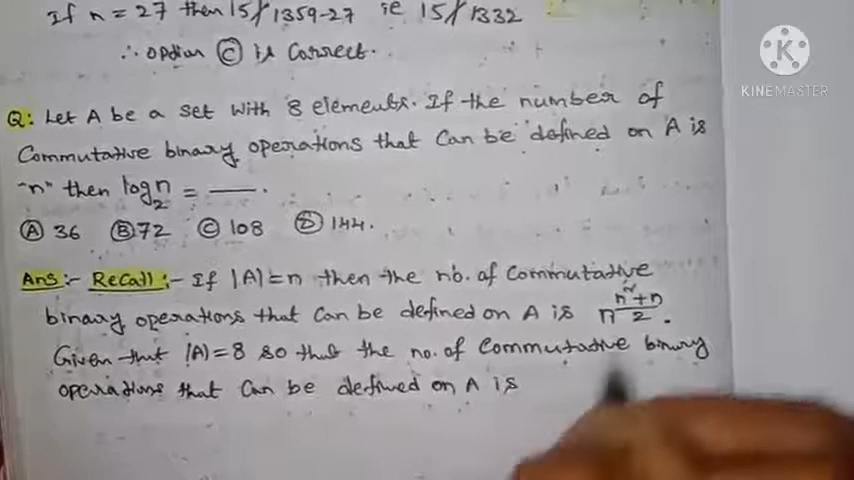 If n = 27 then 15∤1359-27 ie 15∤1332
∴ option Ⓒ is Correct.
KINEMASTER
Q: Let A be a set with 8 elements. If the number of
Commutative binary operations that can be defined on A is
"n" then log₂n = ___.
Ⓐ 36 Ⓑ 72 Ⓒ 108 Ⓓ 144.
Ans:- Recall:- If |A|=n then the no. of Commutative
binary operations that can be defined on A is n^((n²+n)/2).
Given that |A|=8 so that the no. of Commutative binary
operations that can be defined on A is